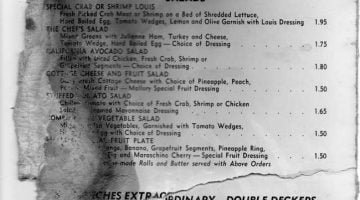 SPECIAL CRAB OR SHRIMP LOUIS
Fresh Picked Crab Meat or Shrimp on a Bed of Shredded Lettuce,
Hard Boiled Egg, Tomato Wedges, Lemon and Olive Garnish with Louis Dressing 1.95
THE CHEF'S SALAD
Mixed Greens with Julienne Ham, Turkey and Cheese,
Tomato Wedge, Hard Boiled Egg, Choice of Dressing 1.75
CALIFORNIA AVOCADO SALAD
Filled with Diced Chicken, Fresh Crab, Shrimp or
Grapefruit Segments — Choice of Dressing 1.80
COTTAGE CHEESE AND FRUIT SALAD
Fresh Cottage Cheese with Choice of Pineapple, Peach,
Mixed Fruit — Mallory Special Fruit Dressing 1.50
STUFFED TOMATO SALAD
Tomato with Choice of Fresh Crab, Shrimp or Chicken
Mayonnaise Dressing 1.65
VEGETABLE SALAD
Vegetables, Garnished with Tomato Wedges,
Egg with Choice of Dressing 1.50
FRUIT PLATE
Banana, Grapefruit Segments, Pineapple Ring,
and Maraschino Cherry — Special Fruit Dressing 1.50
made Rolls and Butter served with Above Orders
CHES EXTRAORDINARY - DOUBLE DECKERS